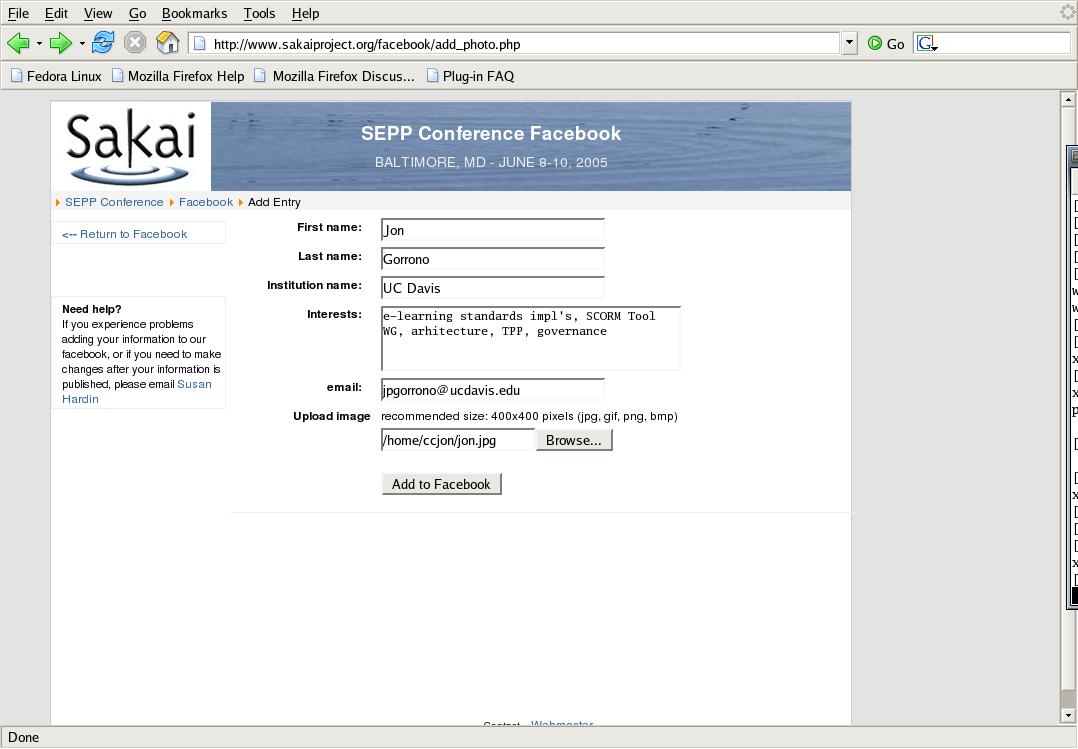 File Edit View Go Bookmarks Tools Help
http://www.sakaiproject.org/facebook/add_photo.php Go G
Fedora Linux Mozilla Firefox Help Mozilla Firefox Discus... Plug-in FAQ
Sakai
SEPP Conference Facebook
BALTIMORE, MD - JUNE 8-10, 2005
SEPP Conference Facebook Add Entry
<-- Return to Facebook
Need help?
If you experience problems
adding your information to our
facebook, or if you need to make
changes after your information is
published, please email Susan
Hardin
First name: Jon
Last name: Gorrono
Institution name: UC Davis
Interests: e-learning standards impl's, SCORM Tool
WG, arhitecture, TPP, governance
email: jpgorrono@ucdavis.edu
Upload image recommended size: 400x400 pixels (jpg, gif, png, bmp)
/home/ccjon/jon.jpg Browse...
Add to Facebook
Contact Webmaster
Done